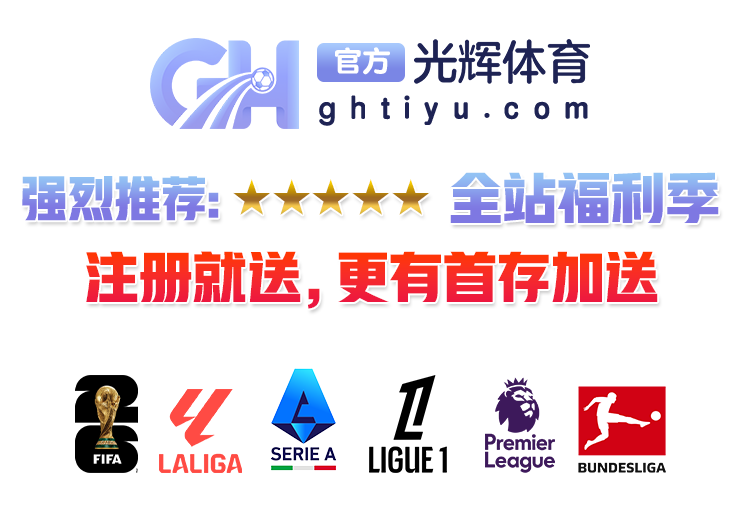 GH 官方 光辉体育
ghtiyu.com
强烈推荐: ★★★★★ 全站福利季
注册就送, 更有首存加送
26 FIFA LALIGA SERIE A LIGUE 1 Premier League BUNDESLIGA